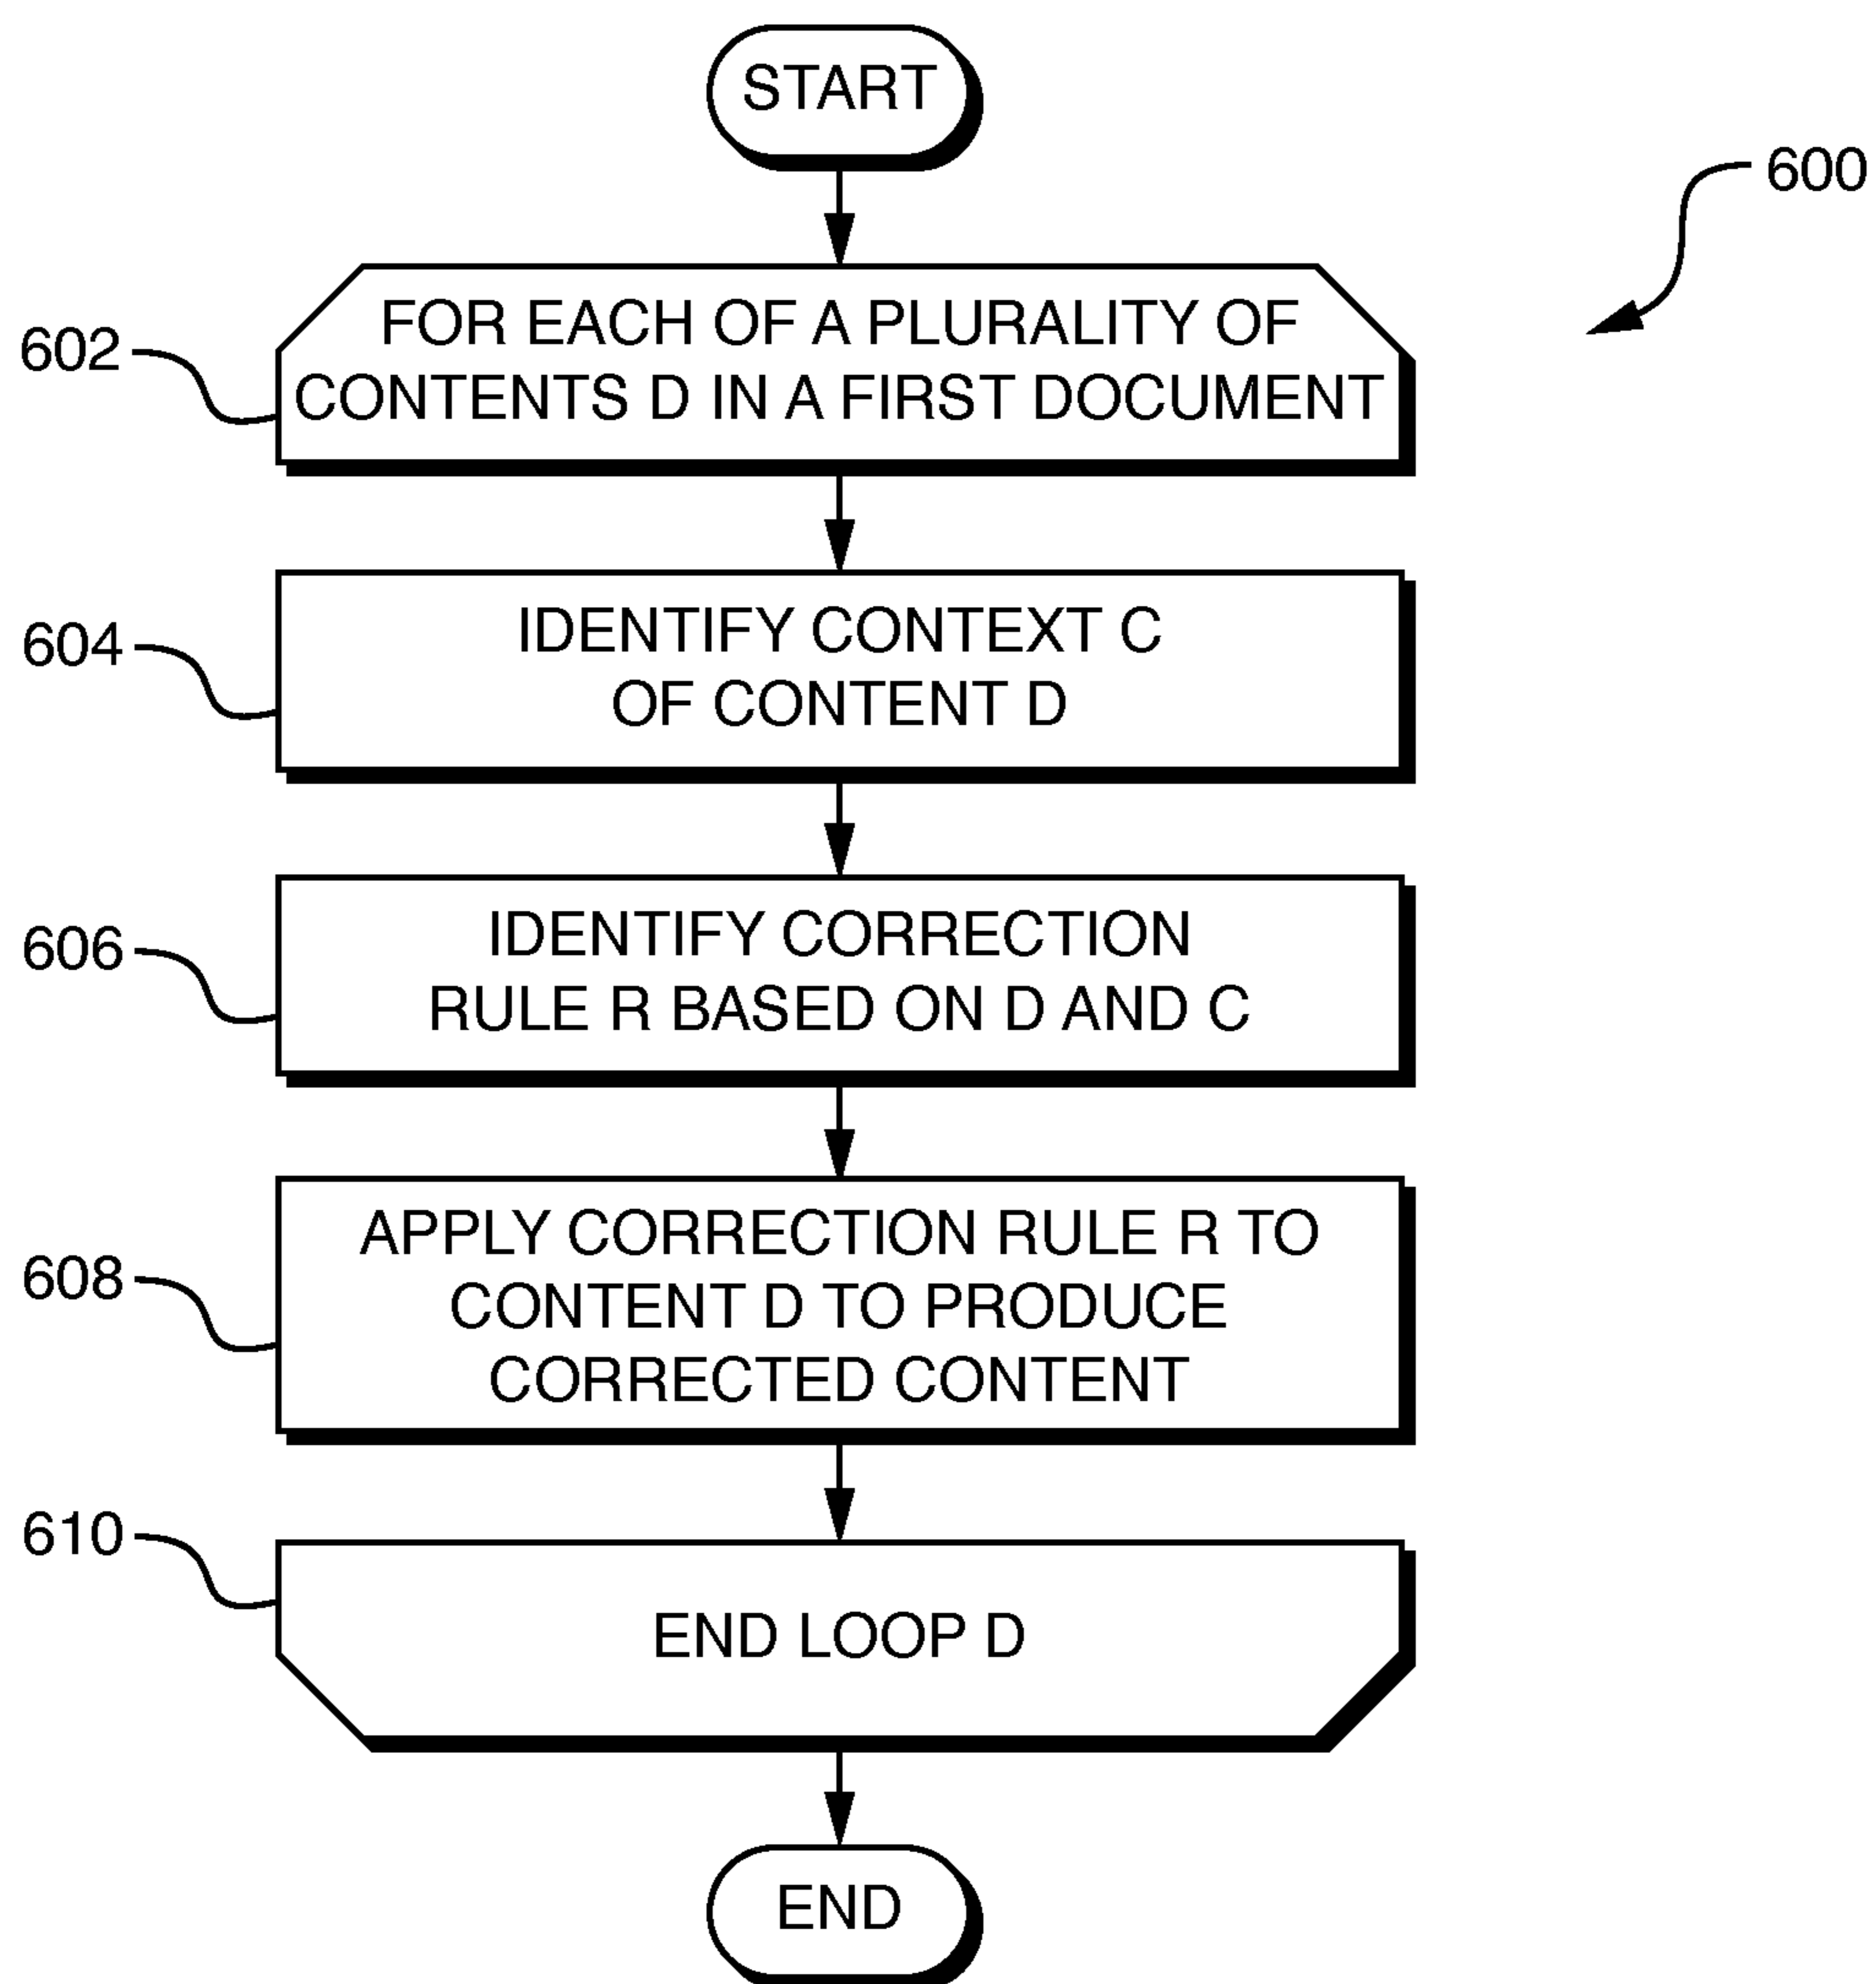 START
600
602
FOR EACH OF A PLURALITY OF
CONTENTS D IN A FIRST DOCUMENT
604
IDENTIFY CONTEXT C
OF CONTENT D
606
IDENTIFY CORRECTION
RULE R BASED ON D AND C
608
APPLY CORRECTION RULE R TO
CONTENT D TO PRODUCE
CORRECTED CONTENT
610
END LOOP D
END